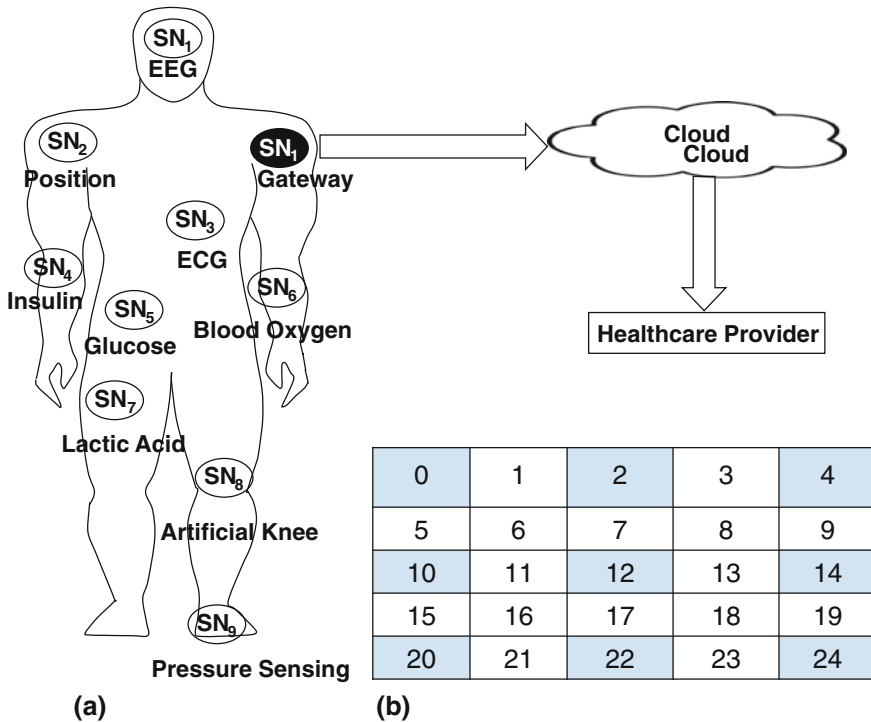 SN1
EEG
SN2
Position
SN1
Gateway
Cloud
Cloud
SN3
ECG
SN4
Insulin
SN5
Glucose
SN6
Blood Oxygen
Healthcare Provider
SN7
Lactic Acid
SN8
Artificial Knee
SN9
Pressure Sensing
(a)
0 1 2 3 4
5 6 7 8 9
10 11 12 13 14
15 16 17 18 19
20 21 22 23 24
(b)